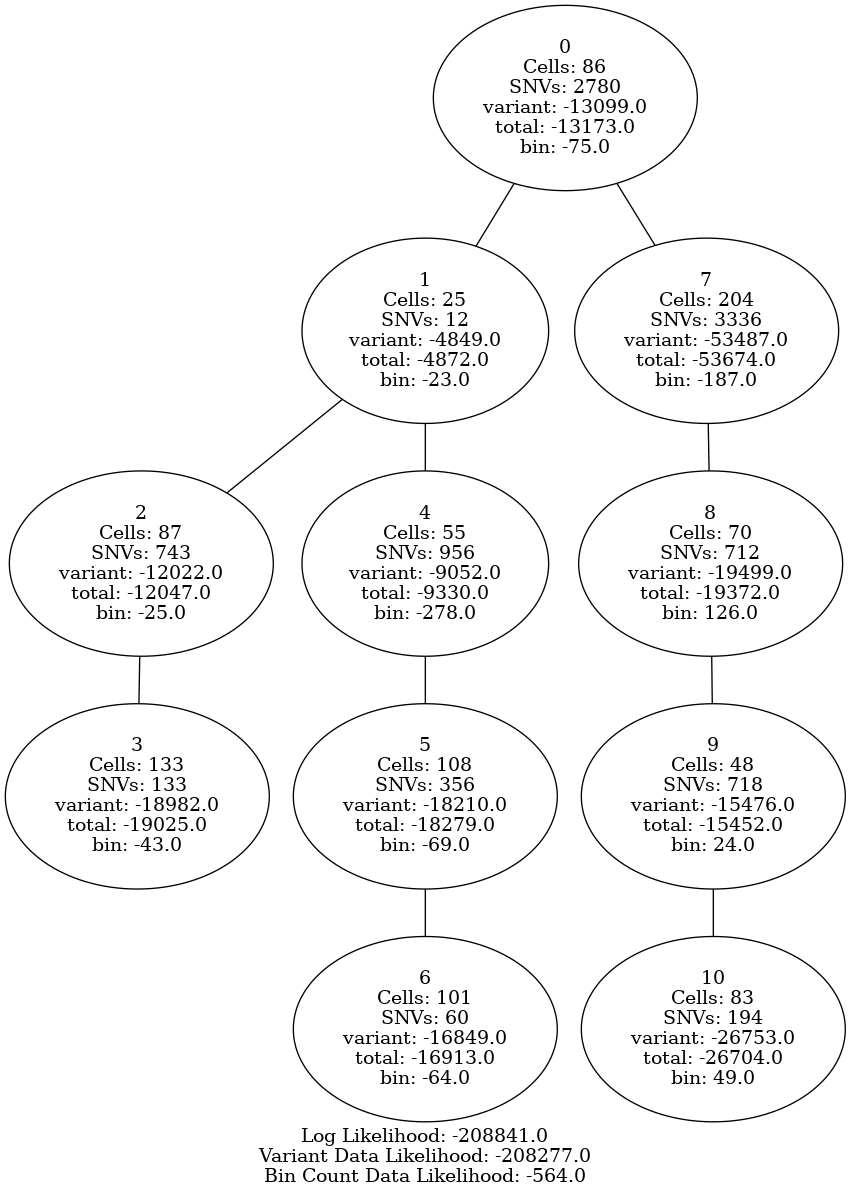 0
Cells: 86
SNVs: 2780
variant: -13099.0
total: -13173.0
bin: -75.0
1
Cells: 25
SNVs: 12
variant: -4849.0
total: -4872.0
bin: -23.0
7
Cells: 204
SNVs: 3336
variant: -53487.0
total: -53674.0
bin: -187.0
2
Cells: 87
SNVs: 743
variant: -12022.0
total: -12047.0
bin: -25.0
4
Cells: 55
SNVs: 956
variant: -9052.0
total: -9330.0
bin: -278.0
8
Cells: 70
SNVs: 712
variant: -19499.0
total: -19372.0
bin: 126.0
3
Cells: 133
SNVs: 133
variant: -18982.0
total: -19025.0
bin: -43.0
5
Cells: 108
SNVs: 356
variant: -18210.0
total: -18279.0
bin: -69.0
9
Cells: 48
SNVs: 718
variant: -15476.0
total: -15452.0
bin: 24.0
6
Cells: 101
SNVs: 60
variant: -16849.0
total: -16913.0
bin: -64.0
10
Cells: 83
SNVs: 194
variant: -26753.0
total: -26704.0
bin: 49.0
Log Likelihood: -208841.0
Variant Data Likelihood: -208277.0
Bin Count Data Likelihood: -564.0